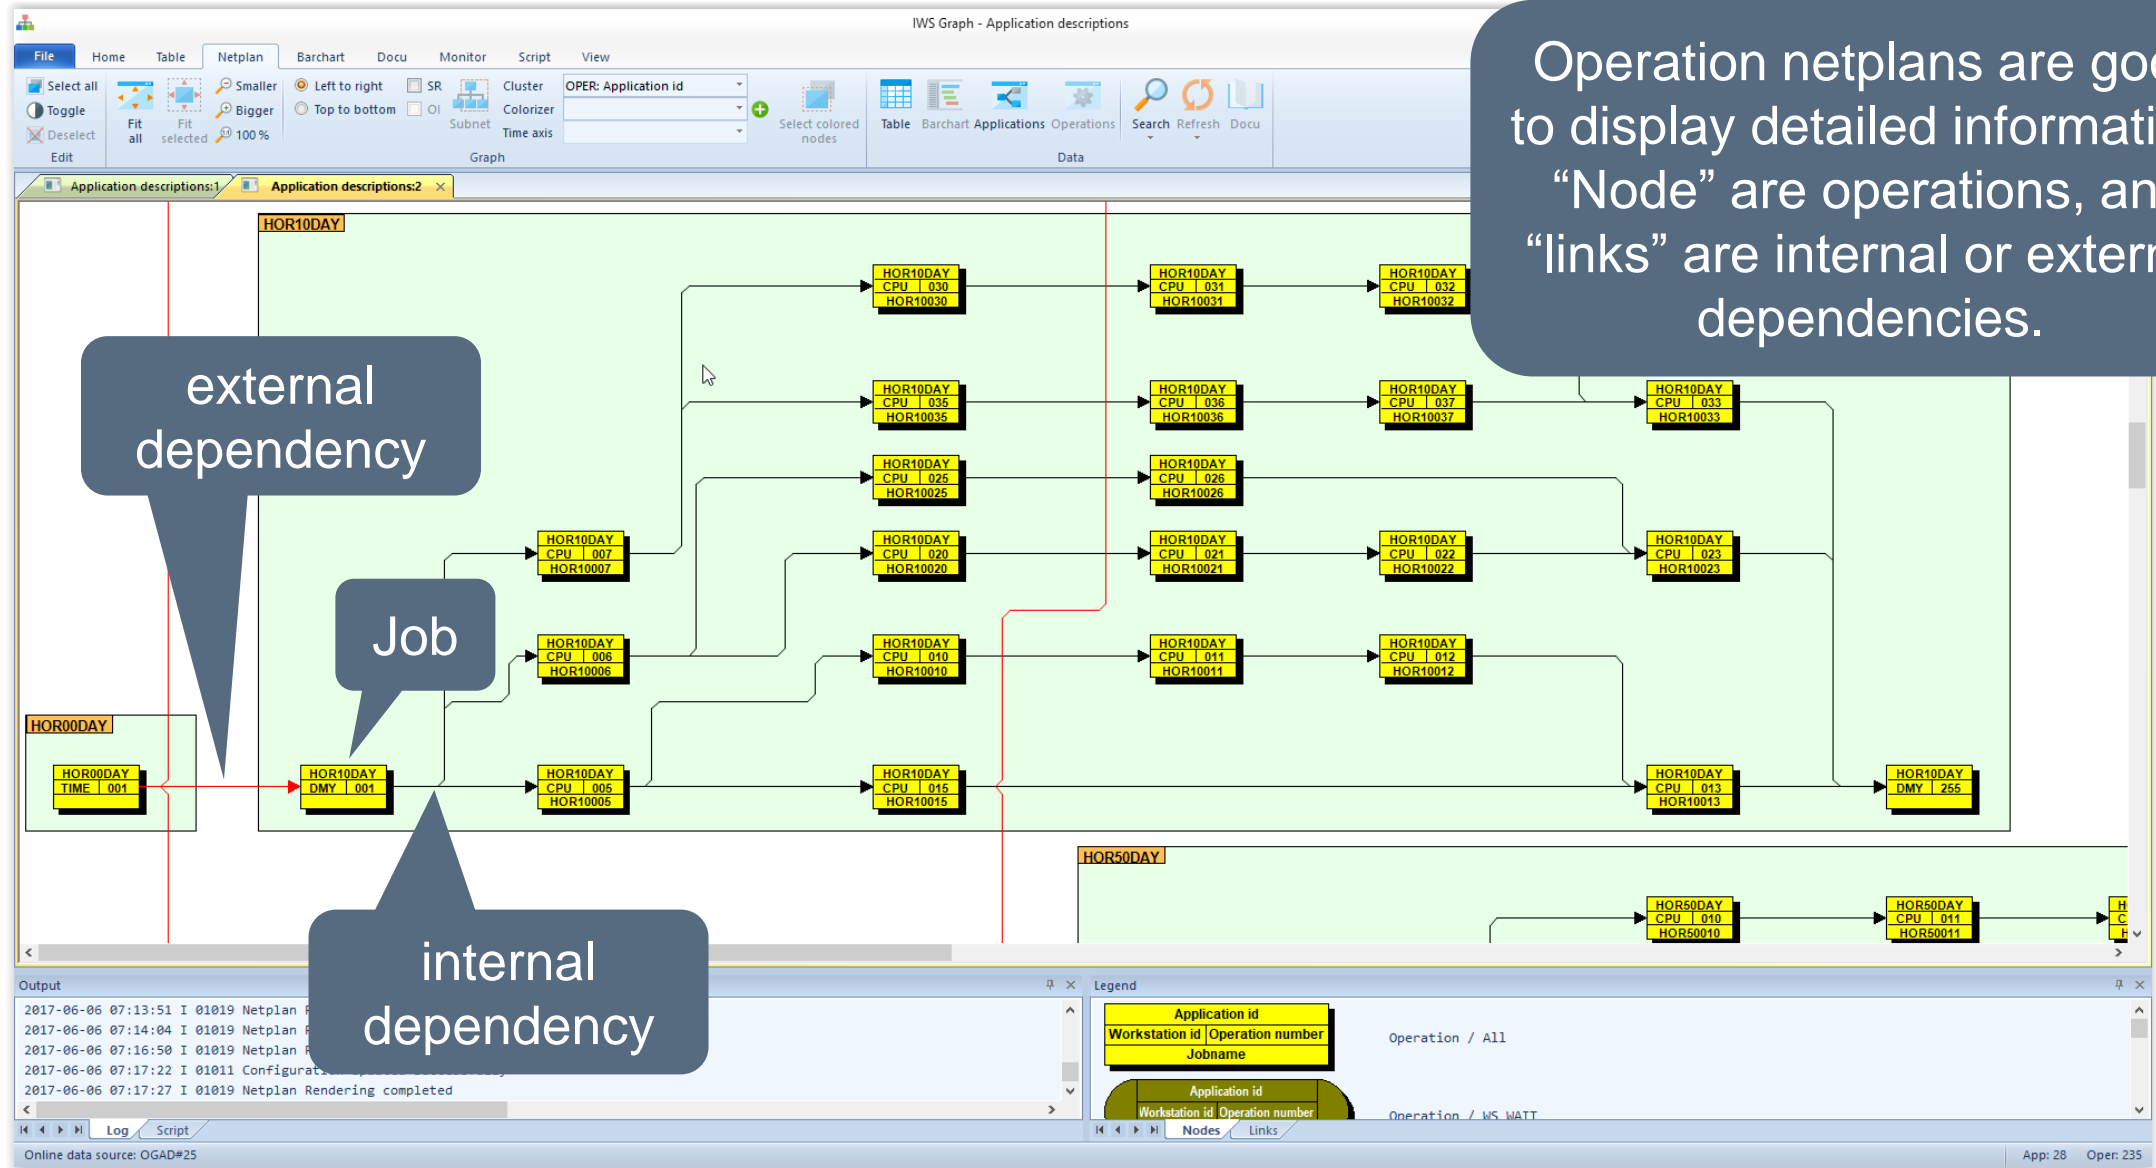 IWS Graph - Application descriptions
File Home Table Netplan Barchart Docu Monitor Script View
Select all
Toggle
Deselect
Edit
Fit all
Fit selected
Smaller
Bigger
100 %
Left to right
Top to bottom
SR
OI
Subnet
Cluster OPER: Application id
Colorizer
Time axis
Graph
Select colored nodes
Table Barchart Applications Operations Search Refresh Docu
Data
Application descriptions:1 Application descriptions:2
Operation netplans are
to display detailed
“Node” are operations,
“links” are internal or
dependencies.
HOR10DAY
HOR10DAY
CPU 030
HOR10030
HOR10DAY
CPU 031
HOR10031
HOR10DAY
CPU 032
HOR10032
external
dependency
HOR10DAY
CPU 035
HOR10035
HOR10DAY
CPU 036
HOR10036
HOR10DAY
CPU 037
HOR10037
HOR10DAY
CPU 033
HOR10033
HOR10DAY
CPU 025
HOR10025
HOR10DAY
CPU 026
HOR10026
HOR10DAY
CPU 007
HOR10007
HOR10DAY
CPU 020
HOR10020
HOR10DAY
CPU 021
HOR10021
HOR10DAY
CPU 022
HOR10022
HOR10DAY
CPU 023
HOR10023
Job
HOR10DAY
CPU 006
HOR10006
HOR10DAY
CPU 010
HOR10010
HOR10DAY
CPU 011
HOR10011
HOR10DAY
CPU 012
HOR10012
HOR00DAY
HOR00DAY
TIME 001
HOR10DAY
DMY 001
HOR10DAY
CPU 005
HOR10005
HOR10DAY
CPU 015
HOR10015
HOR10DAY
CPU 013
HOR10013
HOR10DAY
DMY 255
HOR50DAY
HOR50DAY
CPU 010
HOR50010
HOR50DAY
CPU 011
HOR50011
internal
dependency
Output
2017-06-06 07:13:51 I 01019 Netplan
2017-06-06 07:14:04 I 01019 Netplan
2017-06-06 07:16:50 I 01019 Netplan
2017-06-06 07:17:22 I 01011
2017-06-06 07:17:27 I 01019 Netplan Rendering completed
Log Script
Legend
Application id
Workstation id Operation number
Jobname
Operation / All
Application id
Workstation id Operation number
Operation / WS WAIT
Nodes Links
Online data source: OGAD#25
App: 28 Oper: 235